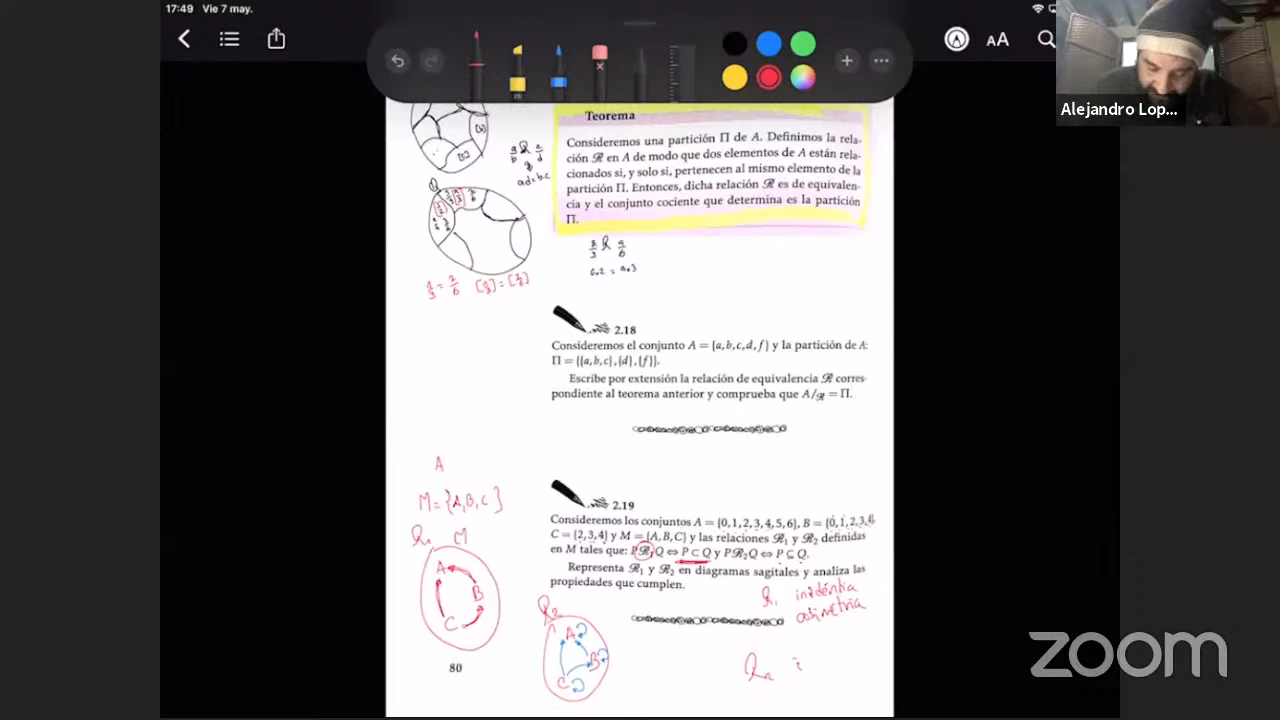 17:49 Vie 7 may.
AA
Alejandro Lop...
Teorema
Consideremos una partición Π de A. Definimos la rela-
ción ℛ en A de modo que dos elementos de A están rela-
cionados si, y solo si, pertenecen al mismo elemento de la
partición Π. Entonces, dicha relación ℛ es de equivalen-
cia y el conjunto cociente que determina es la partición
Π.
ad=b.c
2.18
Consideremos el conjunto A = {a,b,c,d,f} y la partición de A:
Π = {{a,b,c},{d},{f}}.
Escribe por extensión la relación de equivalencia ℛ corres-
pondiente al teorema anterior y comprueba que A/ℛ = Π.
A
M={A,B,C}
R₁ M
A
B
C
2.19
Consideremos los conjuntos A = {0,1,2,3,4,5,6}, B = {0,1,2,3,4}
C = {2,3,4} y M = {A,B,C} y las relaciones ℛ₁ y ℛ₂ definidas
en M tales que: Pℛ₁Q ⇔ P ⊂ Q y Pℛ₂Q ⇔ P ⊆ Q.
Representa ℛ₁ y ℛ₂ en diagramas sagitales y analiza las
propiedades que cumplen.
R₂
A
B
C
R₂
80
zoom